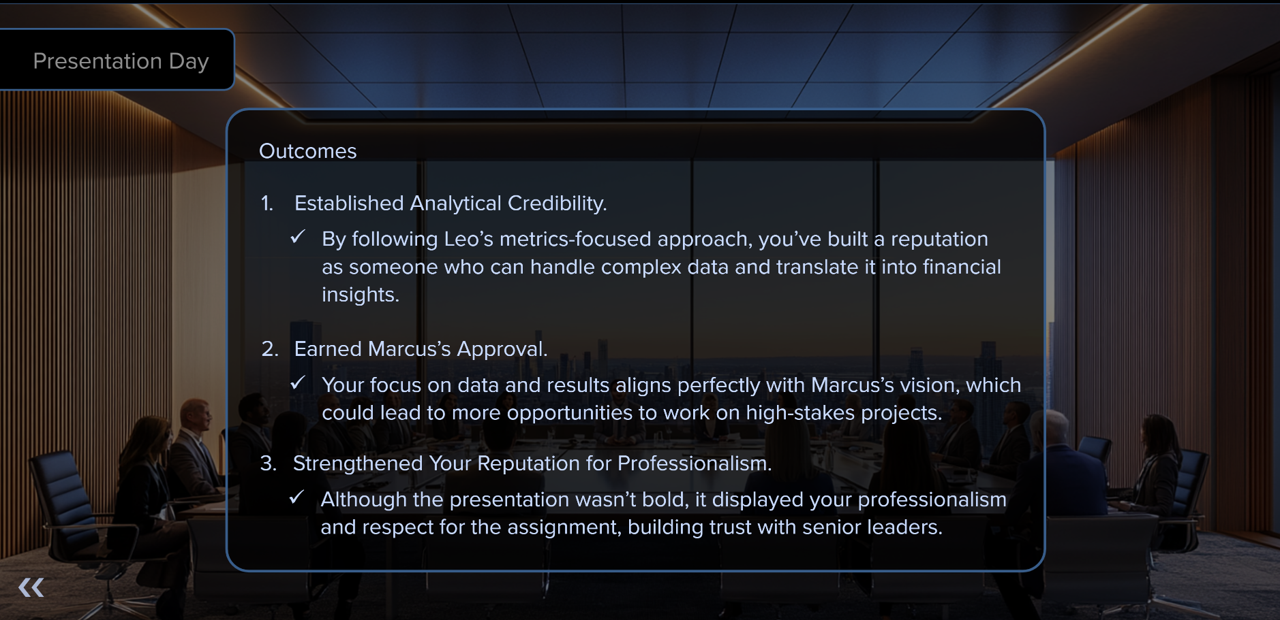 Presentation Day
Outcomes
1. Established Analytical Credibility.
✓ By following Leo’s metrics-focused approach, you’ve built a reputation
as someone who can handle complex data and translate it into financial
insights.
2. Earned Marcus’s Approval.
✓ Your focus on data and results aligns perfectly with Marcus’s vision, which
could lead to more opportunities to work on high-stakes projects.
3. Strengthened Your Reputation for Professionalism.
✓ Although the presentation wasn’t bold, it displayed your professionalism
and respect for the assignment, building trust with senior leaders.